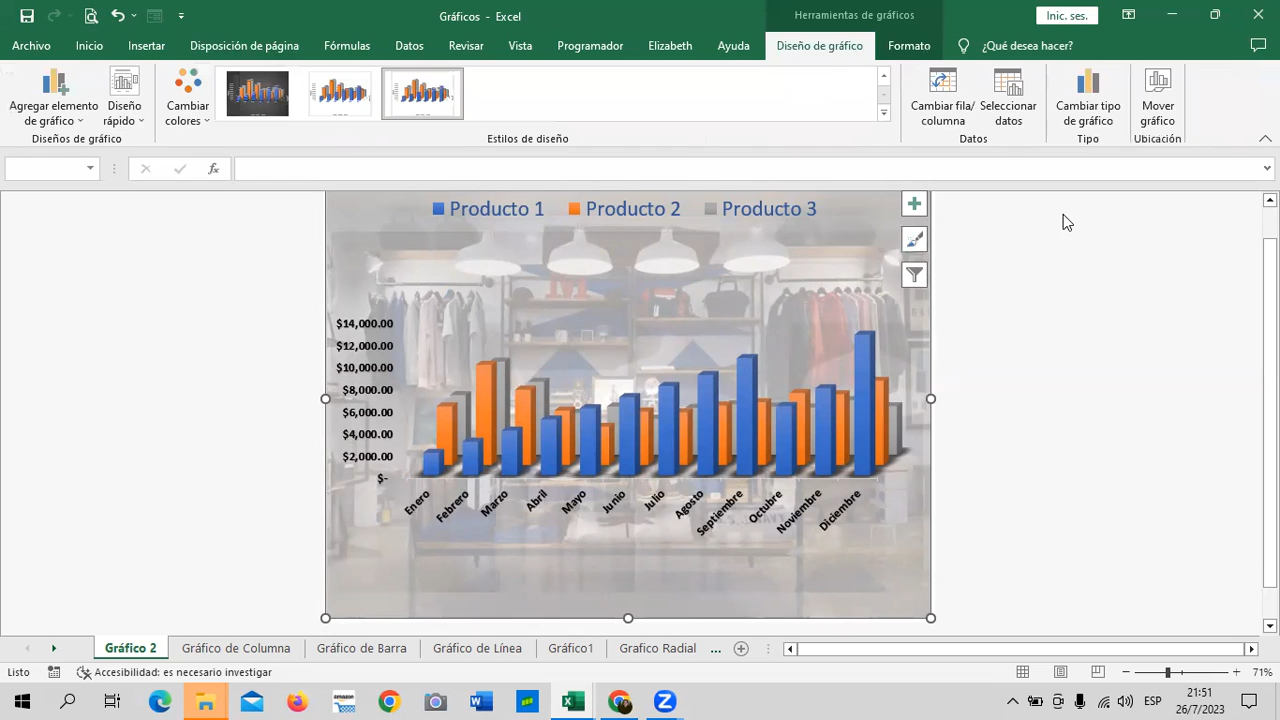 Gráficos - Excel
Herramientas de gráficos
Inic. ses.
Archivo Inicio Insertar Disposición de página Fórmulas Datos Revisar Vista Programador Elizabeth Ayuda Diseño de gráfico Formato ¿Qué desea hacer?
Agregar elemento de gráfico
Diseño rápido
Cambiar colores
Cambiar fila/ columna
Seleccionar datos
Cambiar tipo de gráfico
Mover gráfico
Diseños de gráfico Estilos de diseño Datos Tipo Ubicación
fx
Producto 1 Producto 2 Producto 3
$14,000.00
$12,000.00
$10,000.00
$8,000.00
$6,000.00
$4,000.00
$2,000.00
$-
Enero Febrero Marzo Abril Mayo Junio Julio Agosto Septiembre Octubre Noviembre Diciembre
Gráfico 2 Gráfico de Columna Gráfico de Barra Gráfico de Línea Gráfico1 Grafico Radial ...
Listo Accesibilidad: es necesario investigar 71%
amazon
ESP
21:51
26/7/2023